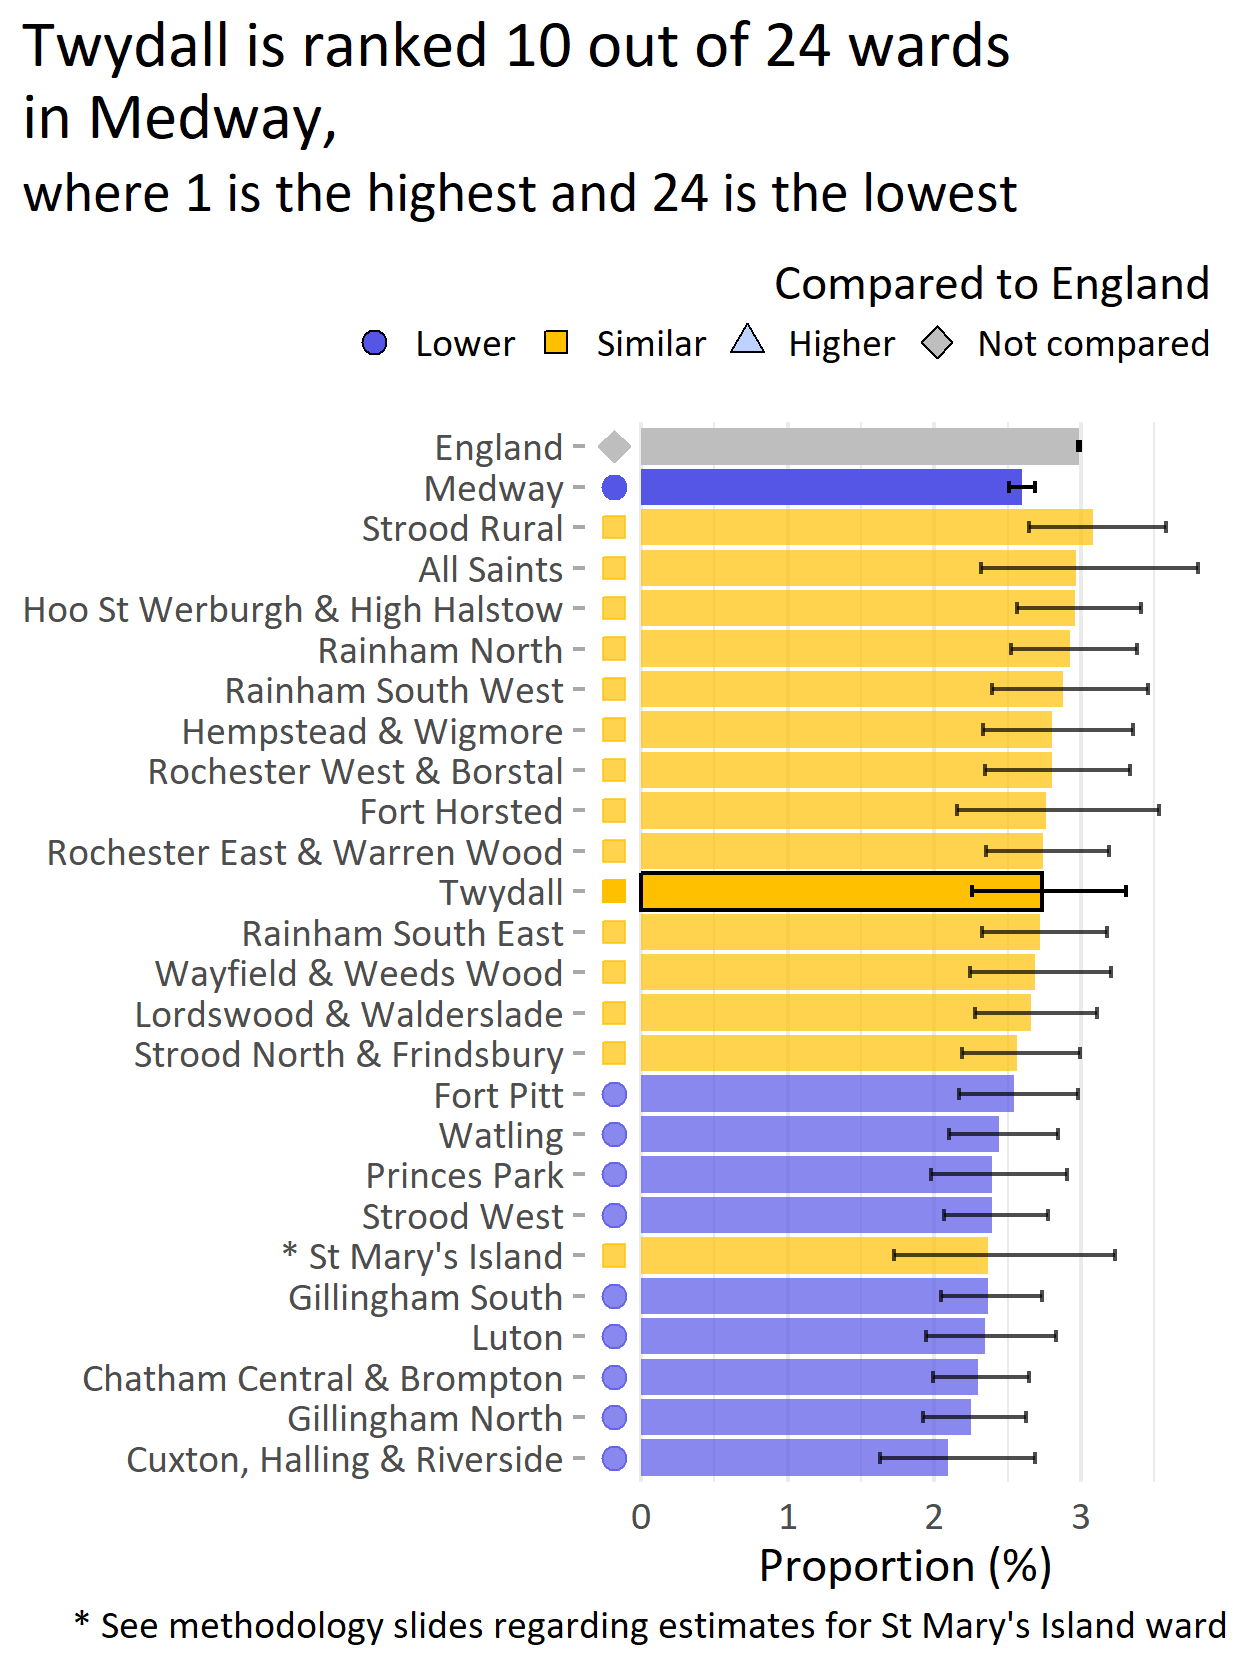 Twydall is ranked 10 out of 24 wards
in Medway,
where 1 is the highest and 24 is the lowest
Compared to England
Lower Similar Higher Not compared
England
Medway
Strood Rural
All Saints
Hoo St Werburgh & High Halstow
Rainham North
Rainham South West
Hempstead & Wigmore
Rochester West & Borstal
Fort Horsted
Rochester East & Warren Wood
Twydall
Rainham South East
Wayfield & Weeds Wood
Lordswood & Walderslade
Strood North & Frindsbury
Fort Pitt
Watling
Princes Park
Strood West
* St Mary's Island
Gillingham South
Luton
Chatham Central & Brompton
Gillingham North
Cuxton, Halling & Riverside
0 1 2 3
Proportion (%)
* See methodology slides regarding estimates for St Mary's Island ward